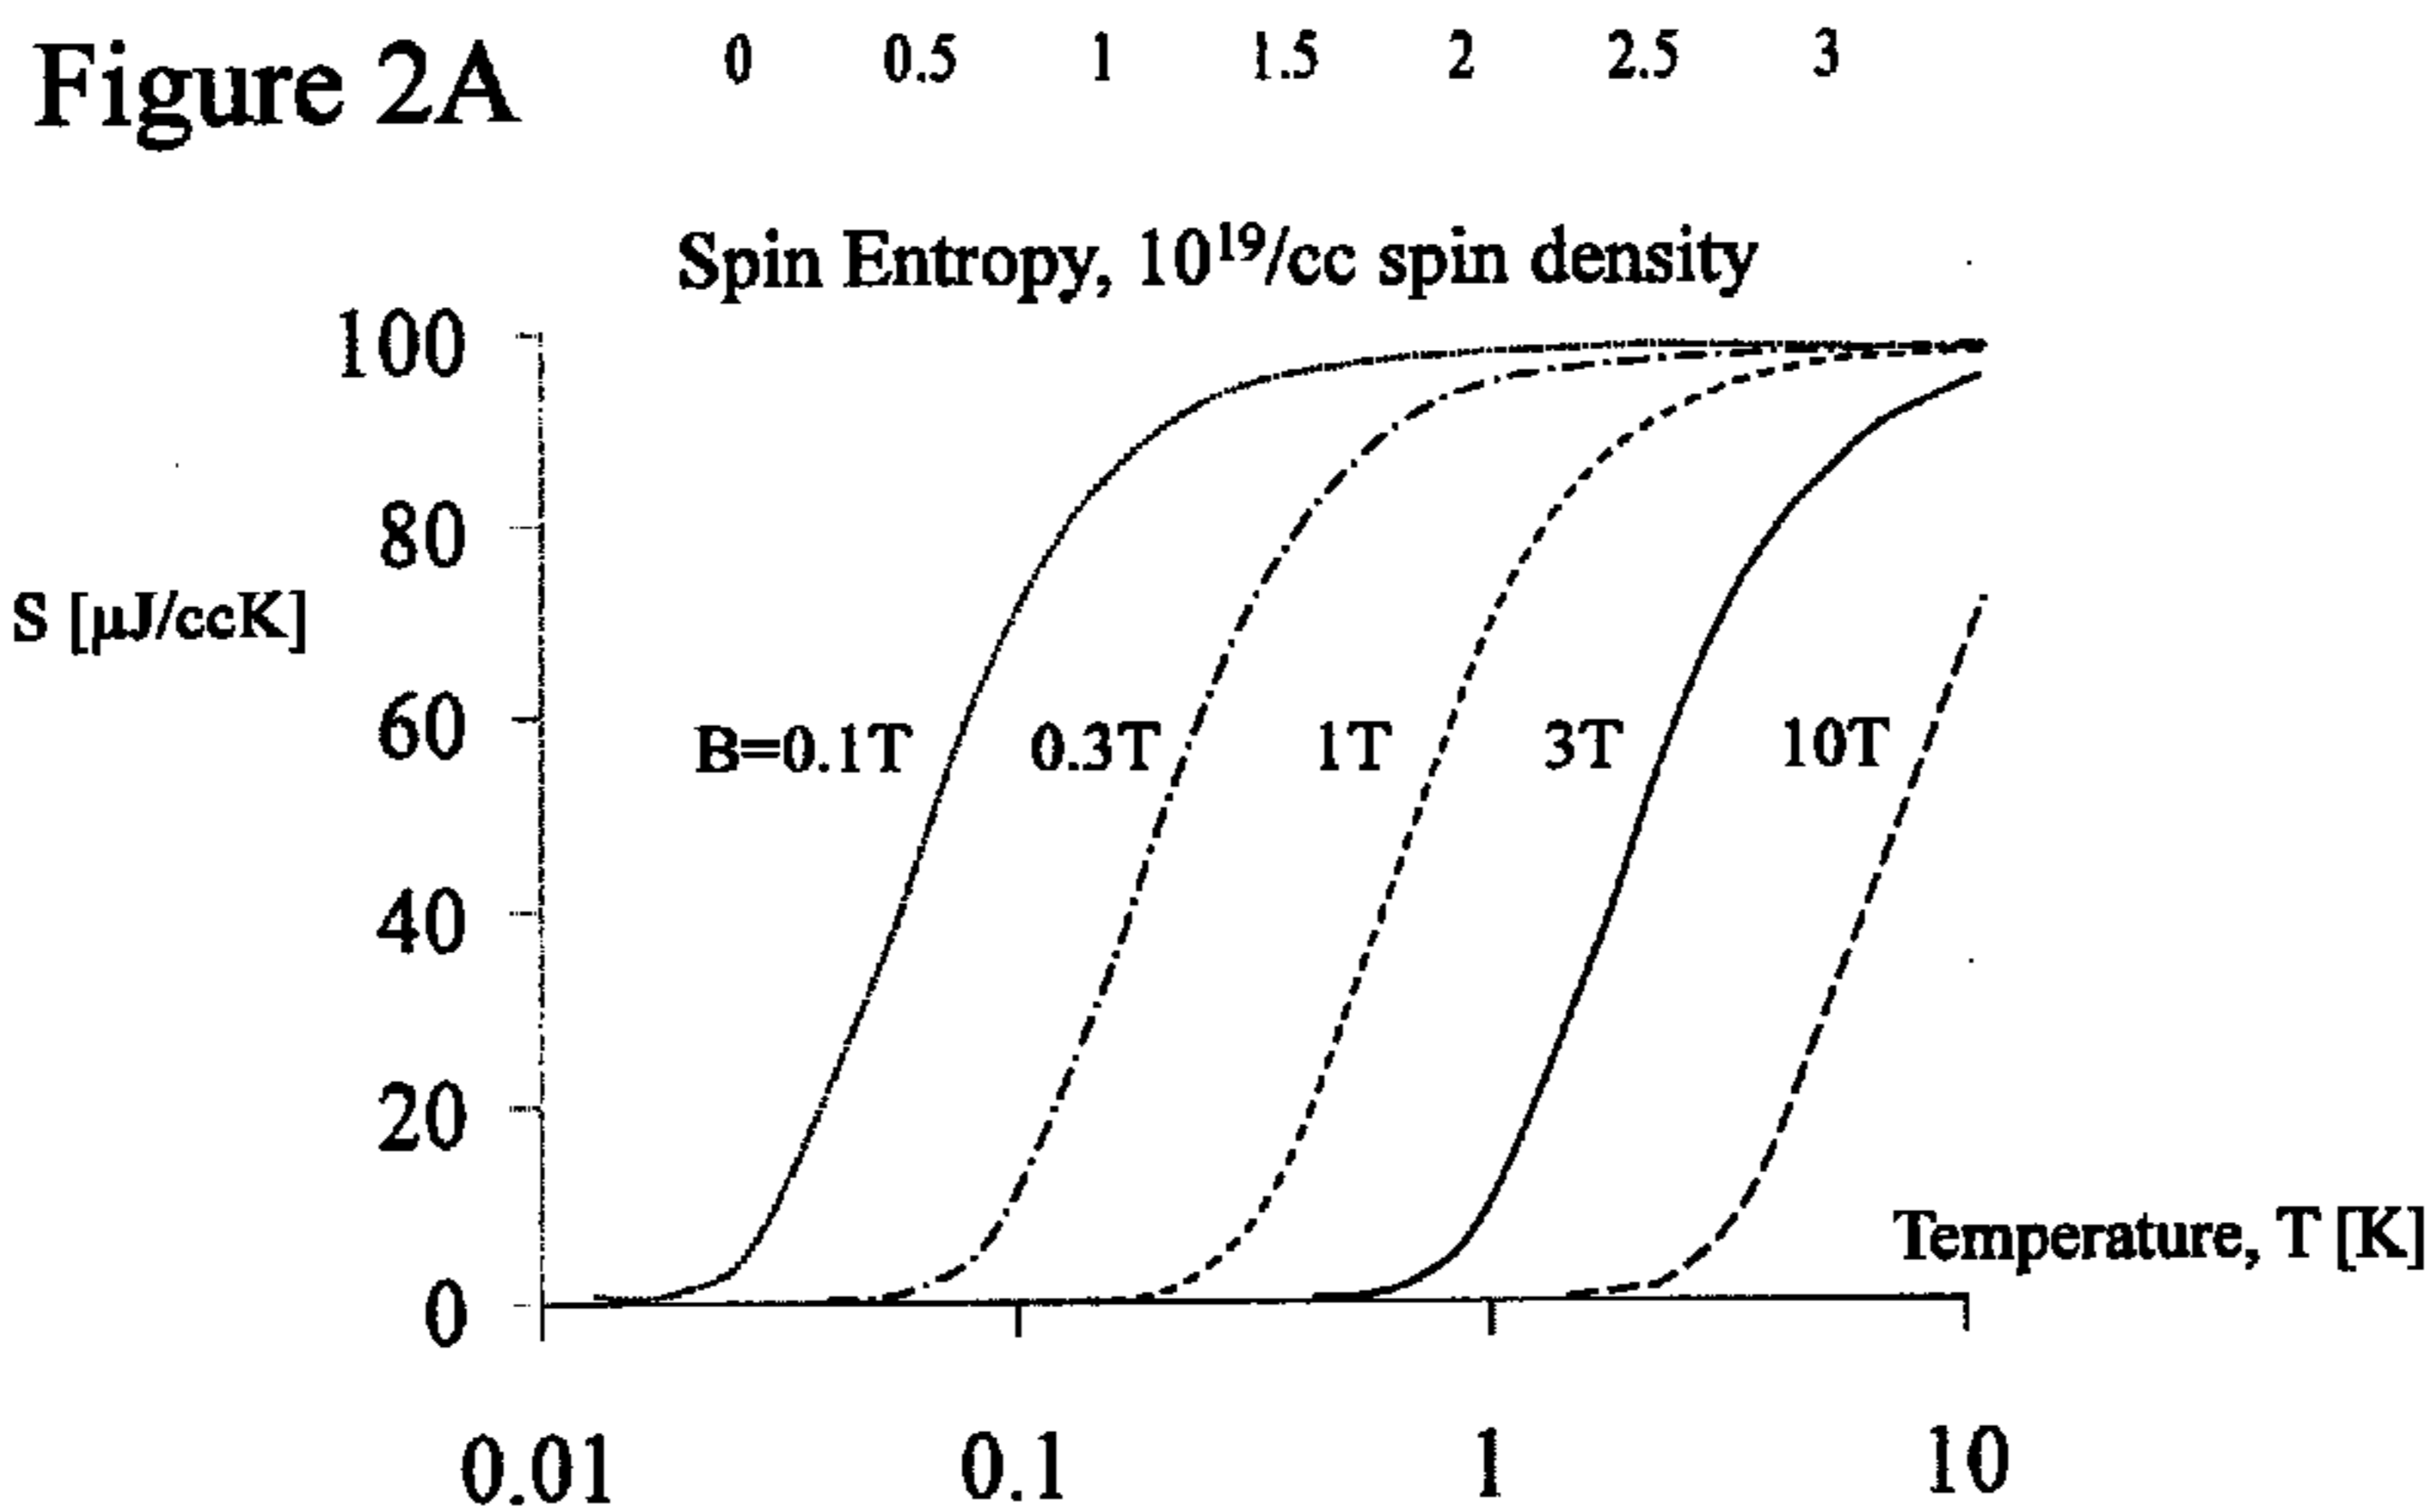 Figure 2A
0 0.5 1 1.5 2 2.5 3
Spin Entropy, 10¹⁹/cc spin density
100
80
S [µJ/ccK]
60
B=0.1T 0.3T 1T 3T 10T
40
20
Temperature, T [K]
0
0.01 0.1 1 10